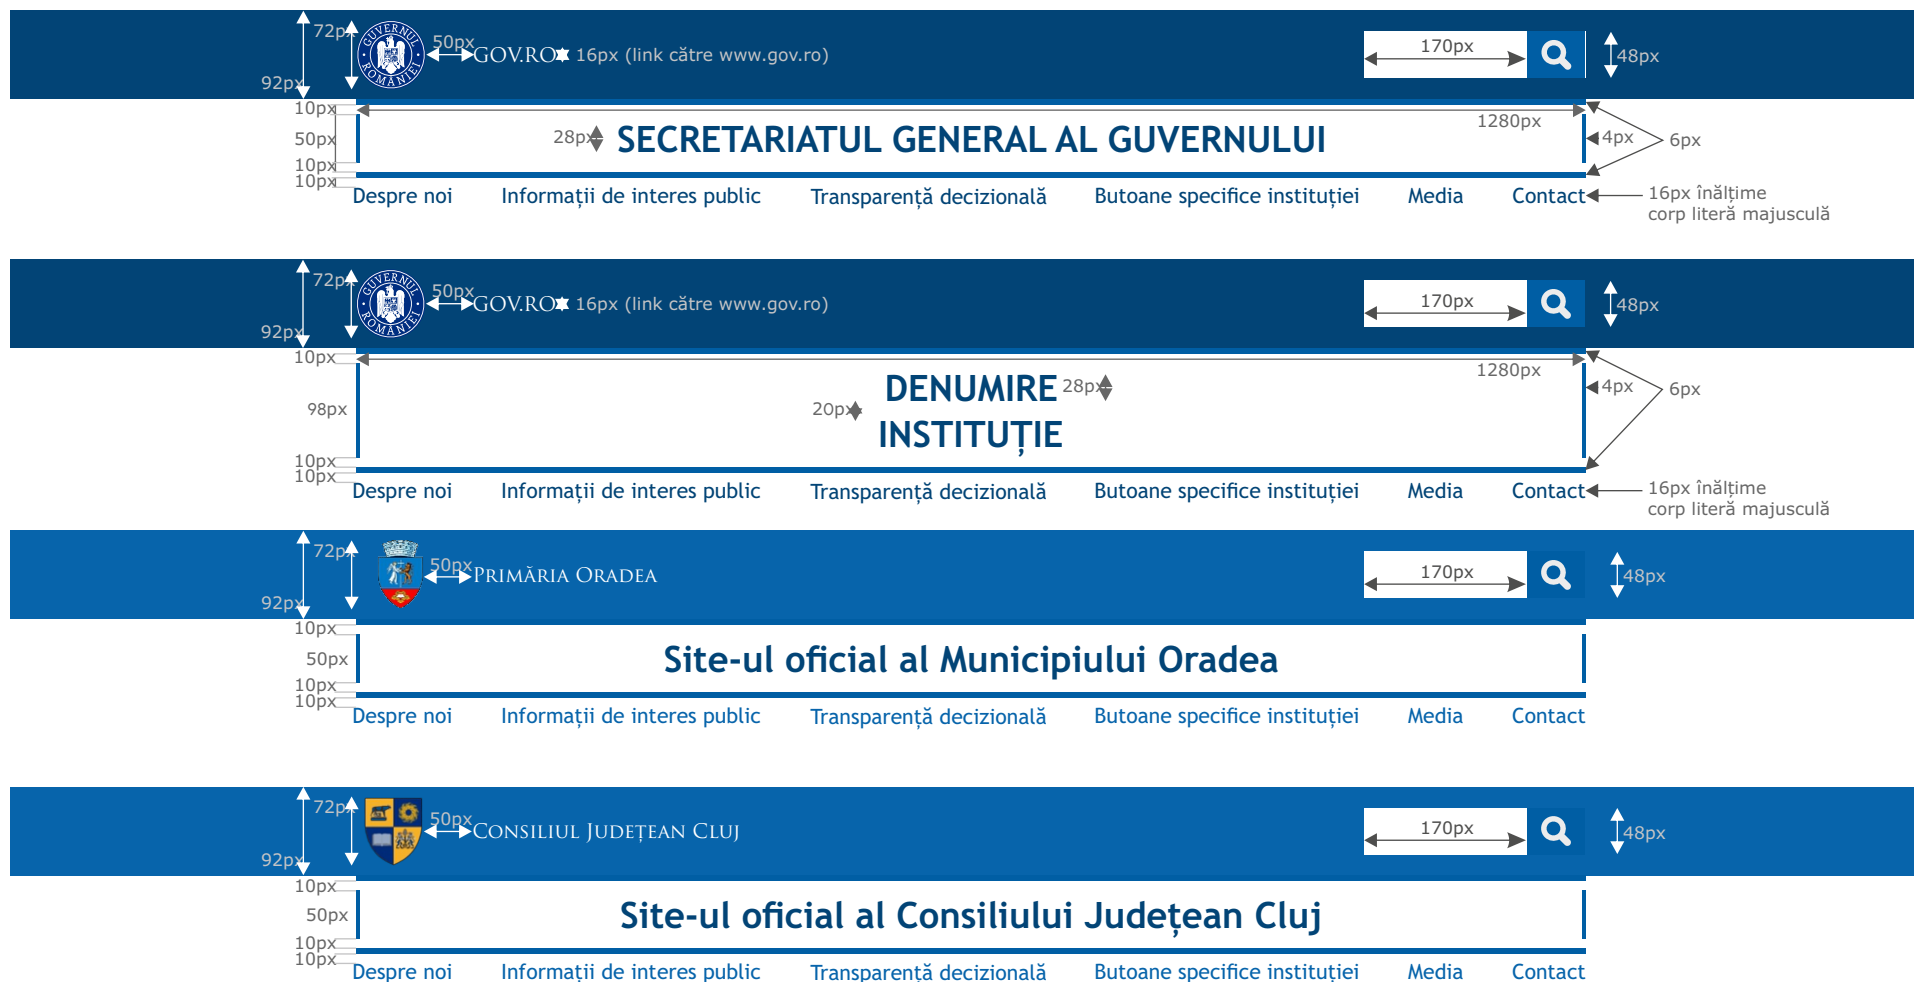 72px
50px
GUVERNUL ROMÂNIEI
GOV.RO
16px (link către www.gov.ro)
170px
48px
92px
10px
1280px
50px
28px
SECRETARIATUL GENERAL AL GUVERNULUI
4px
6px
10px
10px
Despre noi Informații de interes public Transparență decizională Butoane specifice instituției Media Contact
16px înălțime
corp literă majusculă
72px
50px
GUVERNUL ROMÂNIEI
GOV.RO
16px (link către www.gov.ro)
170px
48px
92px
10px
1280px
DENUMIRE
28px
4px
6px
98px
20px
INSTITUȚIE
10px
10px
Despre noi Informații de interes public Transparență decizională Butoane specifice instituției Media Contact
16px înălțime
corp literă majusculă
72px
50px
Primăria Oradea
170px
48px
92px
10px
50px
Site-ul oficial al Municipiului Oradea
10px
10px
Despre noi Informații de interes public Transparență decizională Butoane specifice instituției Media Contact
72px
50px
Consiliul Județean Cluj
170px
48px
92px
10px
50px
Site-ul oficial al Consiliului Județean Cluj
10px
10px
Despre noi Informații de interes public Transparență decizională Butoane specifice instituției Media Contact